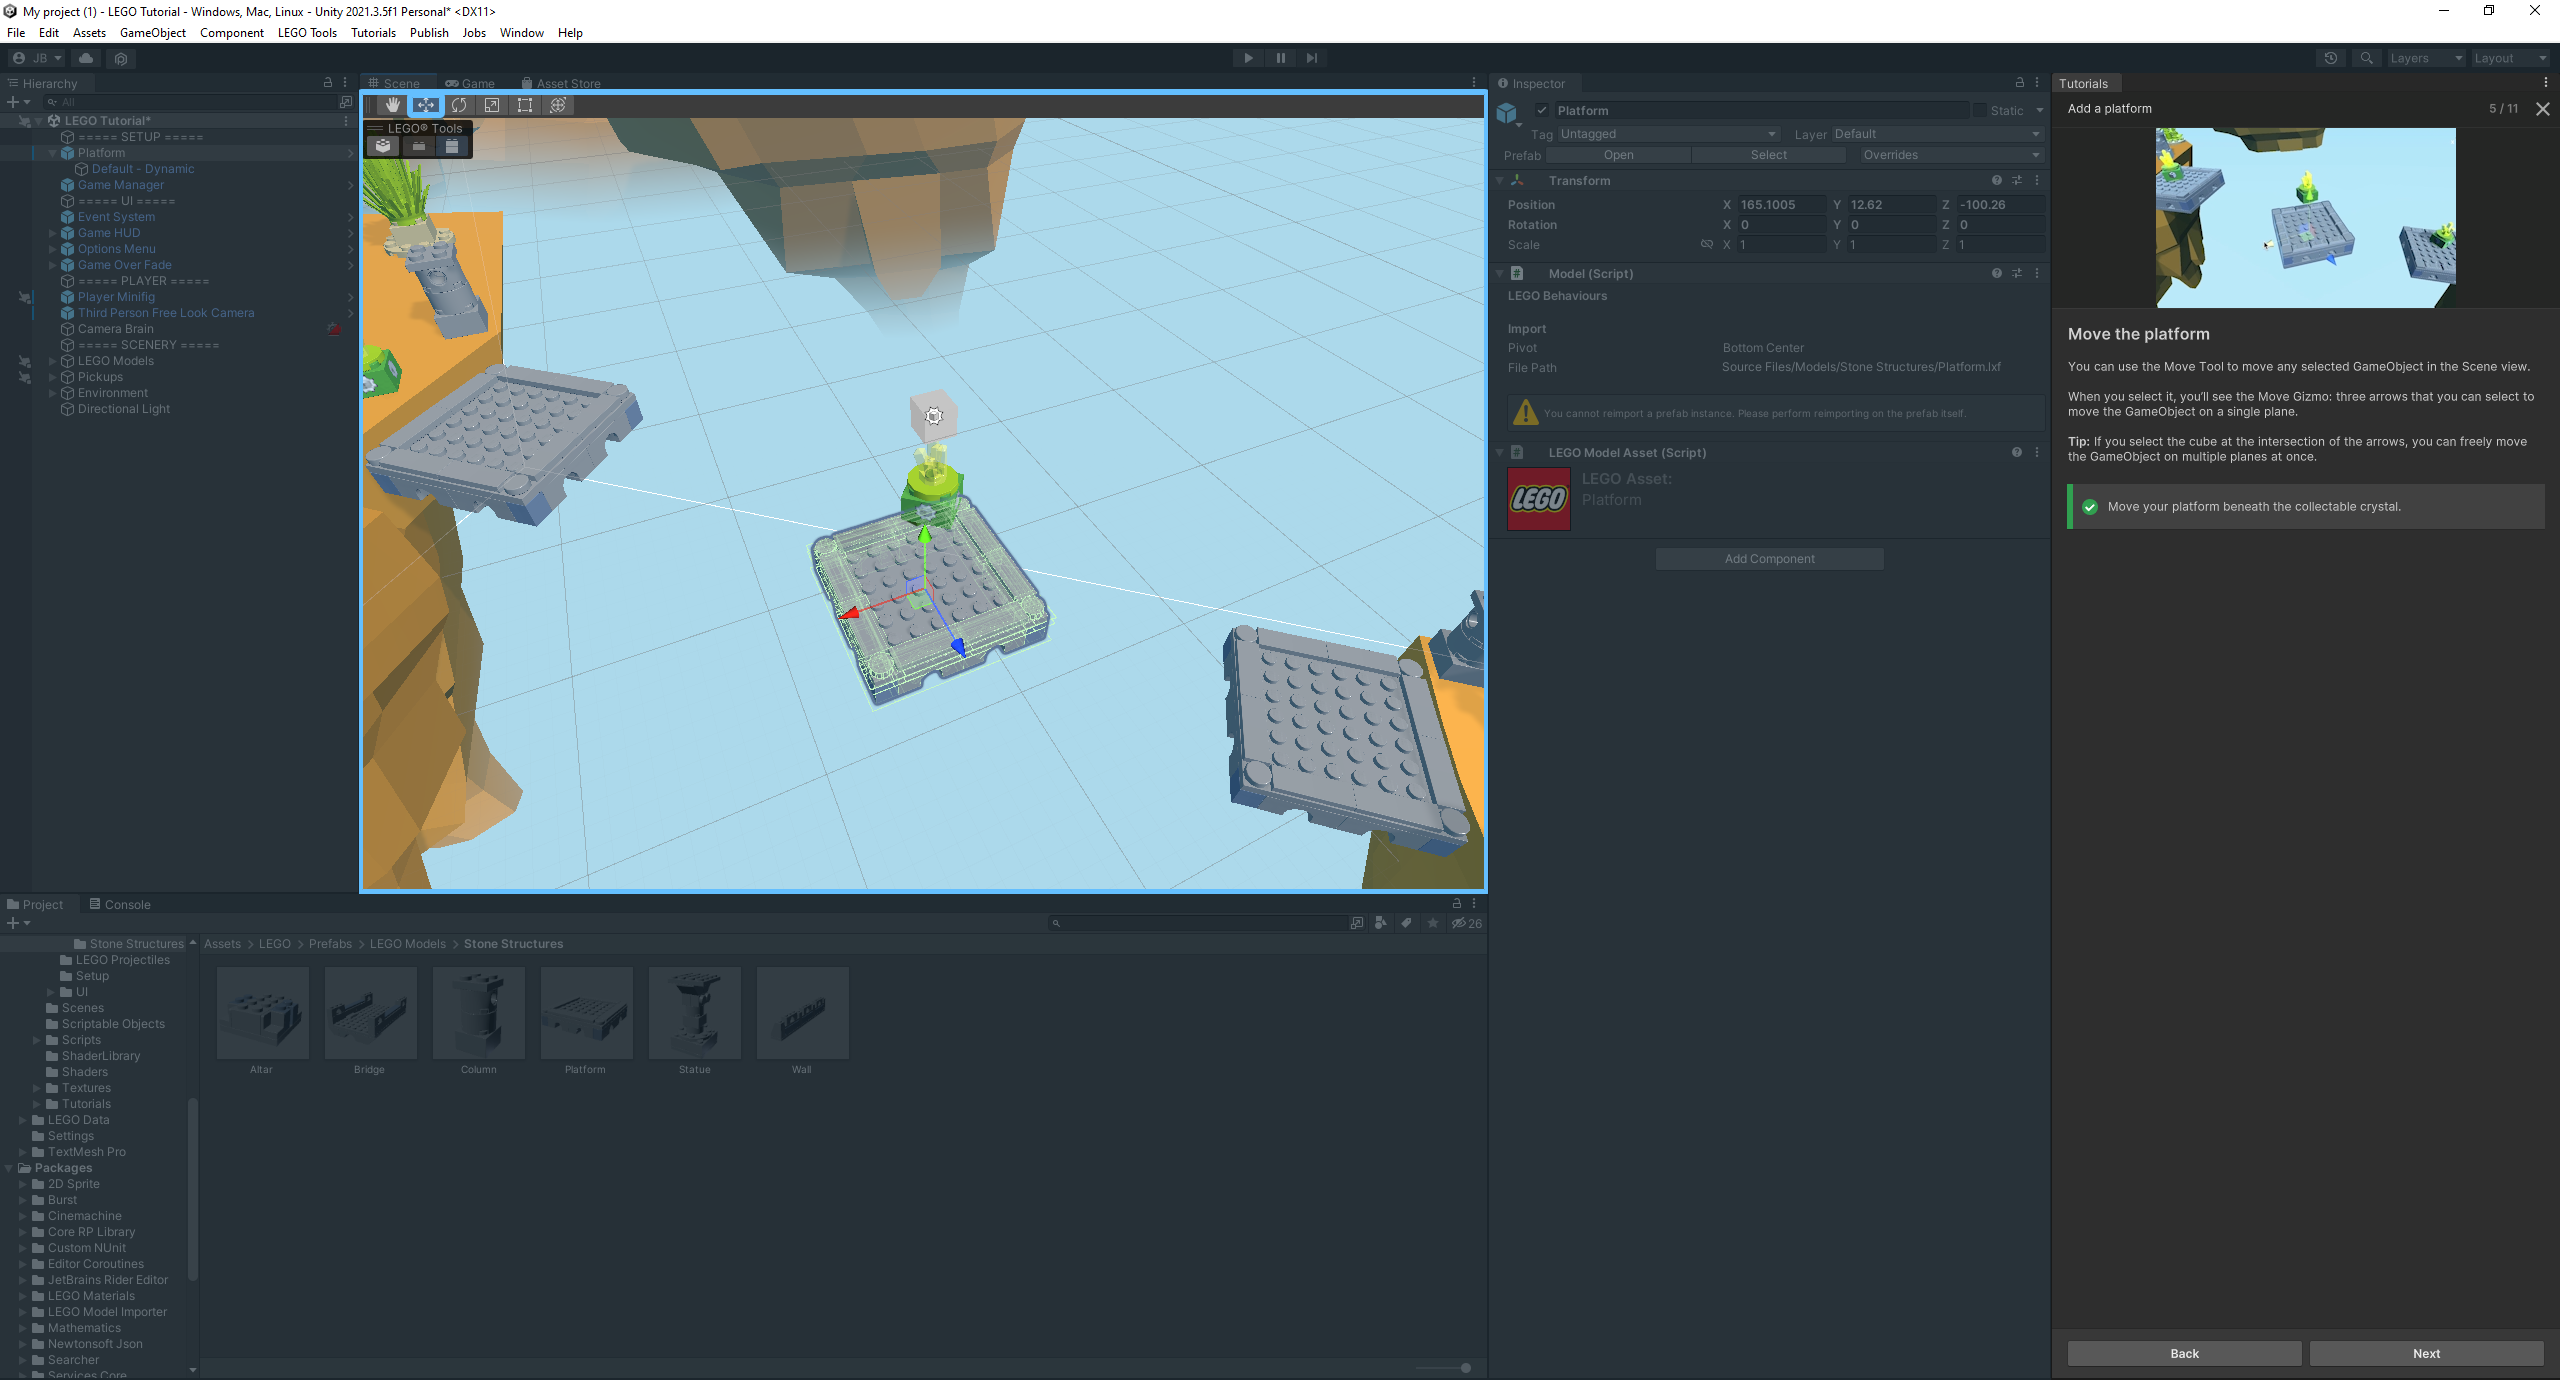 My project (1) - LEGO Tutorial - Windows, Mac, Linux - Unity 2021.3.5f1 Personal* <DX11>
File Edit Assets GameObject Component LEGO Tools Tutorials Publish Jobs Window Help
JB
Layers
Layout
Hierarchy
All
LEGO Tutorial*
===== SETUP =====
Platform
Default - Dynamic
Game Manager
===== UI =====
Event System
Game HUD
Options Menu
Game Over Fade
===== PLAYER =====
Player Minifig
Third Person Free Look Camera
Camera Brain
===== SCENERY =====
LEGO Models
Pickups
Environment
Directional Light
Scene Game Asset Store
LEGO® Tools
Inspector
Platform
Static
Tag Untagged Layer Default
Prefab Open Select Overrides
Transform
Position X 165.1005 Y 12.62 Z -100.26
Rotation X 0 Y 0 Z 0
Scale X 1 Y 1 Z 1
Model (Script)
LEGO Behaviours
Import
Pivot Bottom Center
File Path Source Files/Models/Stone Structures/Platform.lxf
You cannot reimport a prefab instance. Please perform reimporting on the prefab itself.
LEGO Model Asset (Script)
LEGO
LEGO Asset:
Platform
Add Component
Tutorials
Add a platform 5 / 11
Move the platform
You can use the Move Tool to move any selected GameObject in the Scene view.
When you select it, you'll see the Move Gizmo: three arrows that you can select to
move the GameObject on a single plane.
Tip: If you select the cube at the intersection of the arrows, you can freely move
the GameObject on multiple planes at once.
Move your platform beneath the collectable crystal.
Back Next
Project Console
26
Stone Structures
LEGO Projectiles
Setup
UI
Scenes
Scriptable Objects
Scripts
ShaderLibrary
Shaders
Textures
Tutorials
LEGO Data
Settings
TextMesh Pro
Packages
2D Sprite
Burst
Cinemachine
Core RP Library
Custom NUnit
Editor Coroutines
JetBrains Rider Editor
LEGO Materials
LEGO Model Importer
Mathematics
Newtonsoft Json
Searcher
Services Core
Assets > LEGO > Prefabs > LEGO Models > Stone Structures
Altar Bridge Column Platform Statue Wall